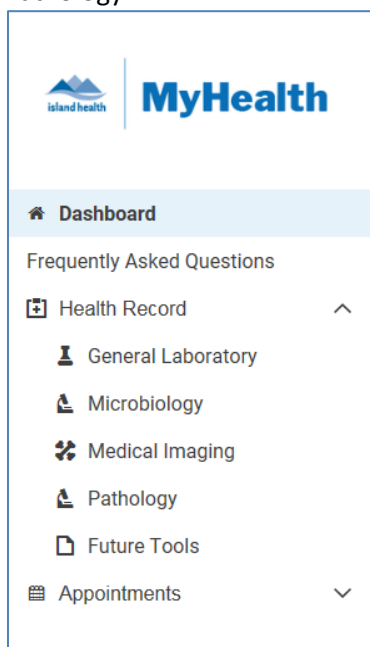 island health
MyHealth
Dashboard
Frequently Asked Questions
Health Record
General Laboratory
Microbiology
Medical Imaging
Pathology
Future Tools
Appointments